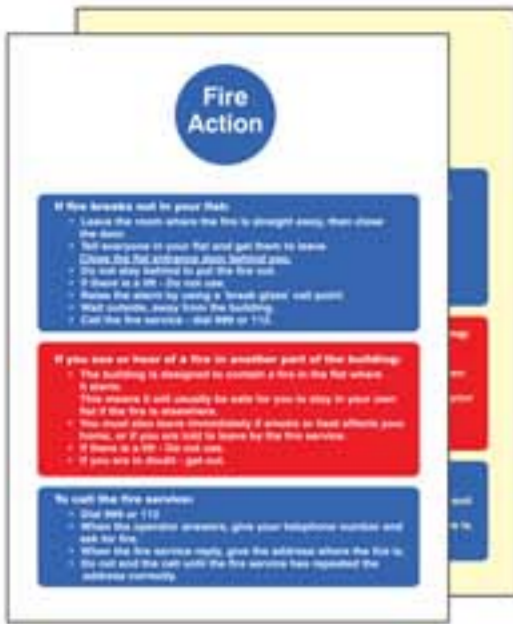 Fire
Action
If fire breaks out in your flat:
• Leave the room where the fire is straight away, then close
the door.
• Tell everyone in your flat and get them to leave.
Close the flat entrance door behind you.
• Do not stay behind to put the fire out.
• If there is a lift - Do not use.
• Raise the alarm by using a 'break glass' call point
• Wait outside, away from the building.
• Call the fire service - dial 999 or 112.
If you see or hear of a fire in another part of the building:
• The building is designed to contain a fire in the flat where
it starts.
This means it will usually be safe for you to stay in your own
flat if the fire is elsewhere.
• You must also leave immediately if smoke or heat affects your
home, or if you are told to leave by the fire service.
• If there is a lift - Do not use.
• If you are in doubt - get out.
To call the fire service:
• Dial 999 or 112
• When the operator answers, give your telephone number and
ask for fire.
• When the fire service reply, give the address where the fire is.
• Do not end the call until the fire service has repeated the
address correctly.